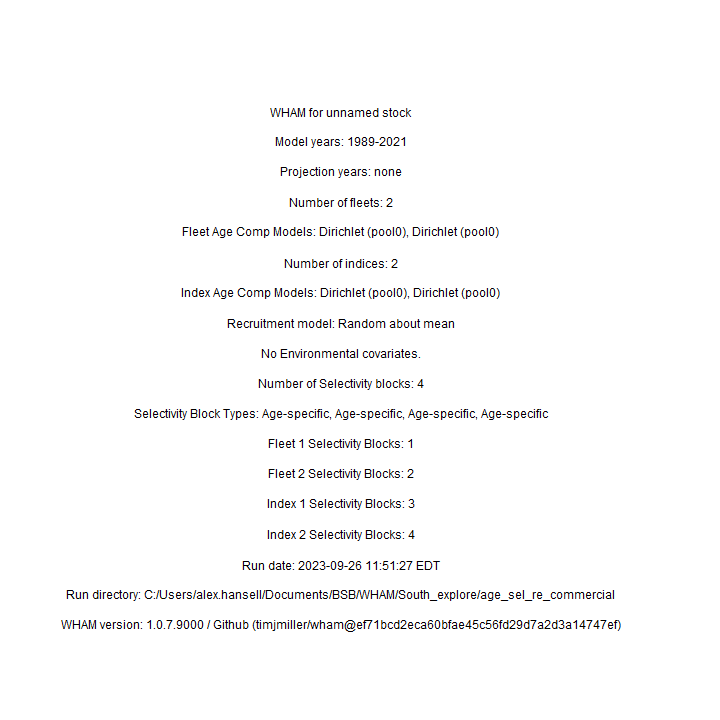 WHAM for unnamed stock
Model years: 1989-2021
Projection years: none
Number of fleets: 2
Fleet Age Comp Models: Dirichlet (pool0), Dirichlet (pool0)
Number of indices: 2
Index Age Comp Models: Dirichlet (pool0), Dirichlet (pool0)
Recruitment model: Random about mean
No Environmental covariates.
Number of Selectivity blocks: 4
Selectivity Block Types: Age-specific, Age-specific, Age-specific, Age-specific
Fleet 1 Selectivity Blocks: 1
Fleet 2 Selectivity Blocks: 2
Index 1 Selectivity Blocks: 3
Index 2 Selectivity Blocks: 4
Run date: 2023-09-26 11:51:27 EDT
Run directory: C:/Users/alex.hansell/Documents/BSB/WHAM/South_explore/age_sel_re_commercial
WHAM version: 1.0.7.9000 / Github (timjmiller/wham@ef71bcd2eca60bfae45c56fd29d7a2d3a14747ef)